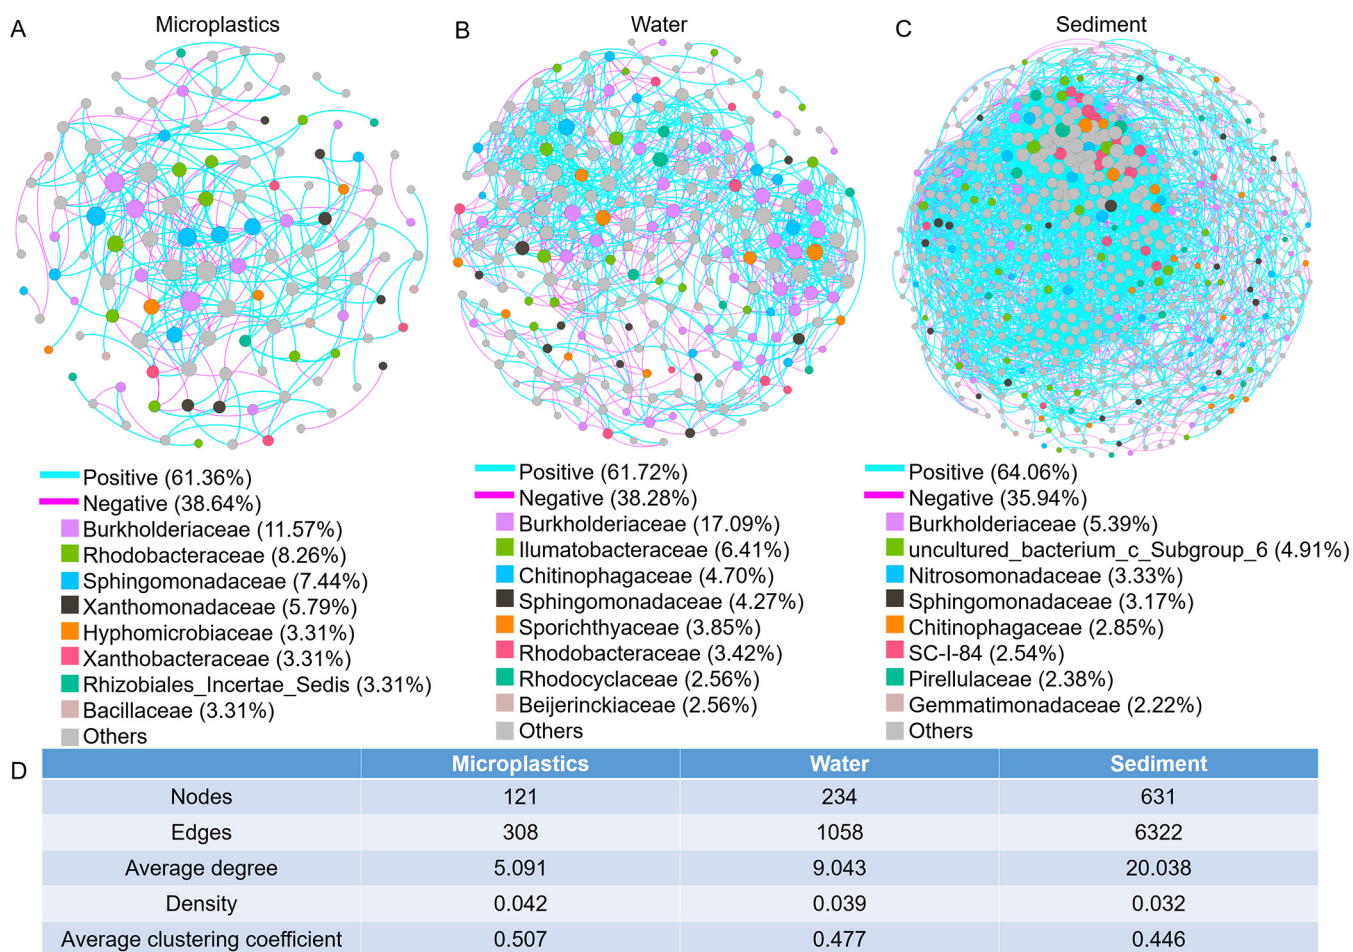 A
Microplastics
Positive (61.36%)
Negative (38.64%)
Burkholderiaceae (11.57%)
Rhodobacteraceae (8.26%)
Sphingomonadaceae (7.44%)
Xanthomonadaceae (5.79%)
Hyphomicrobiaceae (3.31%)
Xanthobacteraceae (3.31%)
Rhizobiales_Incertae_Sedis (3.31%)
Bacillaceae (3.31%)
Others
B
Water
Positive (61.72%)
Negative (38.28%)
Burkholderiaceae (17.09%)
Ilumatobacteraceae (6.41%)
Chitinophagaceae (4.70%)
Sphingomonadaceae (4.27%)
Sporichthyaceae (3.85%)
Rhodobacteraceae (3.42%)
Rhodocyclaceae (2.56%)
Beijerinckiaceae (2.56%)
Others
C
Sediment
Positive (64.06%)
Negative (35.94%)
Burkholderiaceae (5.39%)
uncultured_bacterium_c_Subgroup_6 (4.91%)
Nitrosomonadaceae (3.33%)
Sphingomonadaceae (3.17%)
Chitinophagaceae (2.85%)
SC-I-84 (2.54%)
Pirellulaceae (2.38%)
Gemmatimonadaceae (2.22%)
Others
D
Microplastics Water Sediment
Nodes 121 234 631
Edges 308 1058 6322
Average degree 5.091 9.043 20.038
Density 0.042 0.039 0.032
Average clustering coefficient 0.507 0.477 0.446